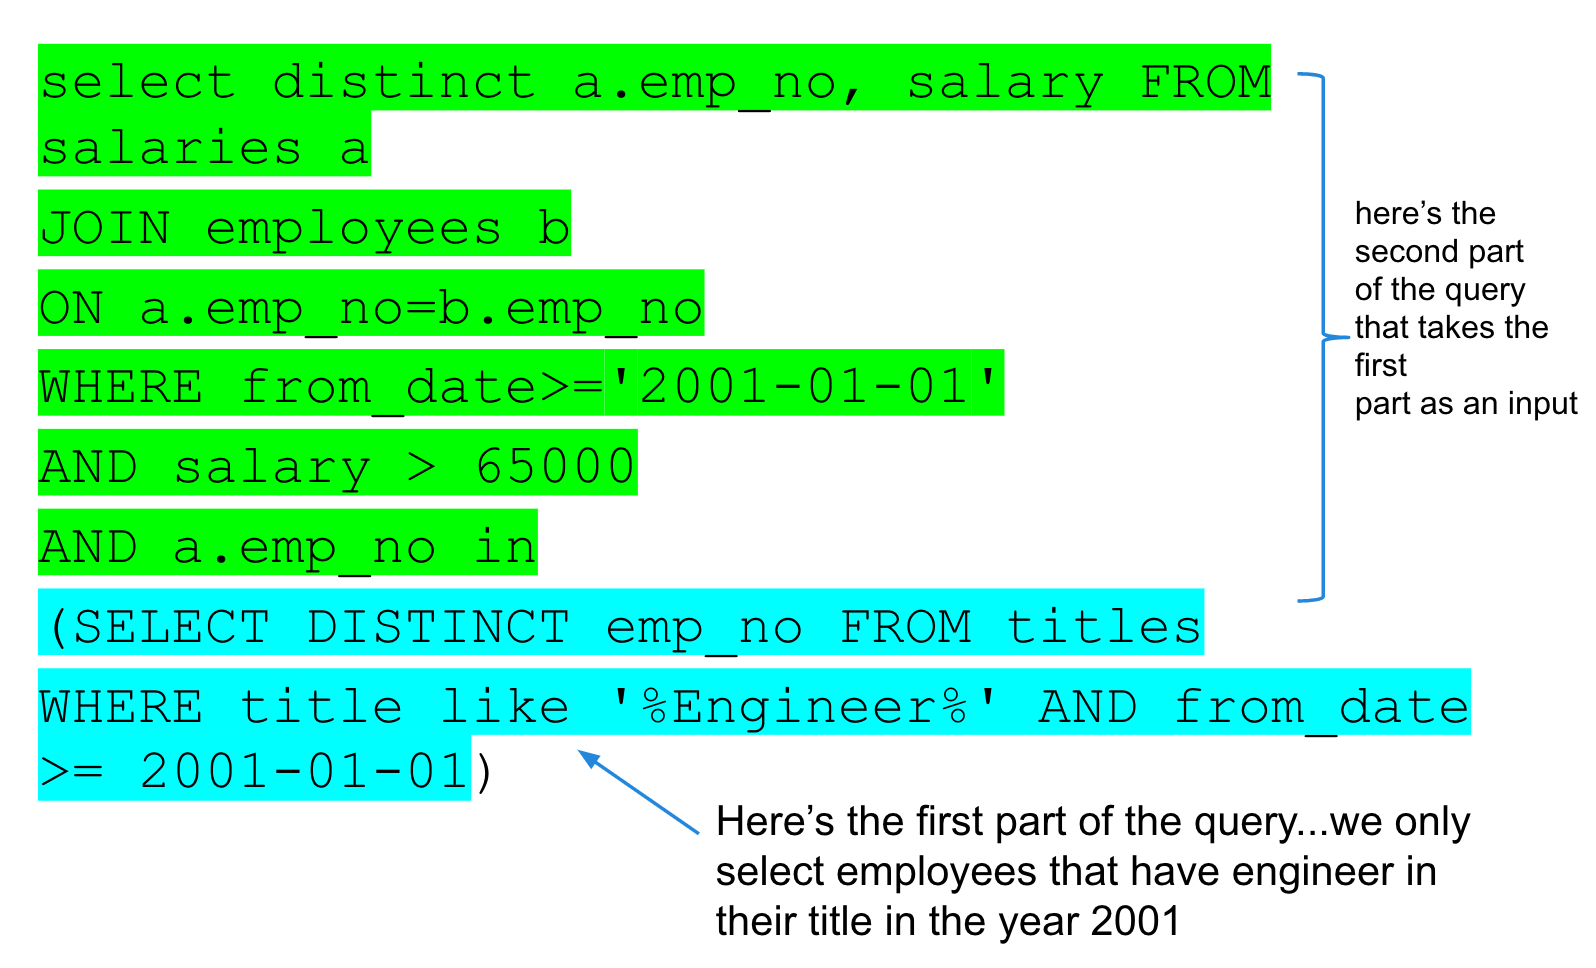 select distinct a.emp_no, salary FROM
salaries a
JOIN employees b
ON a.emp_no=b.emp_no
WHERE from_date>='2001-01-01'
AND salary > 65000
AND a.emp_no in
(SELECT DISTINCT emp_no FROM titles
WHERE title like '%Engineer%' AND from_date
>= 2001-01-01)
here’s the
second part
of the query
that takes the
first
part as an input
Here’s the first part of the query...we only
select employees that have engineer in
their title in the year 2001